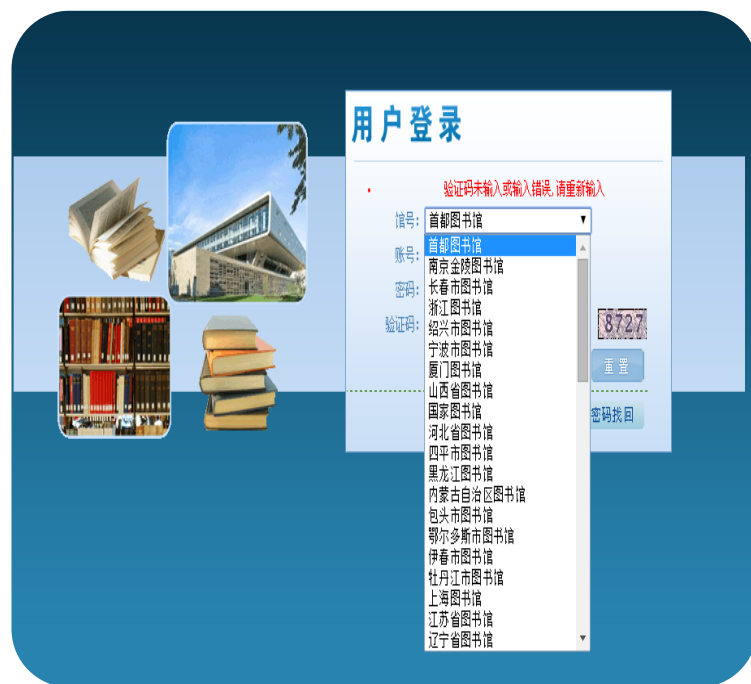 用户登录
验证码未输入或输入错误,请重新输入
馆号: 首都图书馆
账号:
密码:
验证码: 8727
重置
密码找回
首都图书馆
南京金陵图书馆
长春市图书馆
浙江图书馆
绍兴市图书馆
宁波市图书馆
厦门图书馆
山西省图书馆
国家图书馆
河北省图书馆
四平市图书馆
黑龙江图书馆
内蒙古自治区图书馆
包头市图书馆
鄂尔多斯市图书馆
伊春市图书馆
牡丹江市图书馆
上海图书馆
江苏省图书馆
辽宁省图书馆